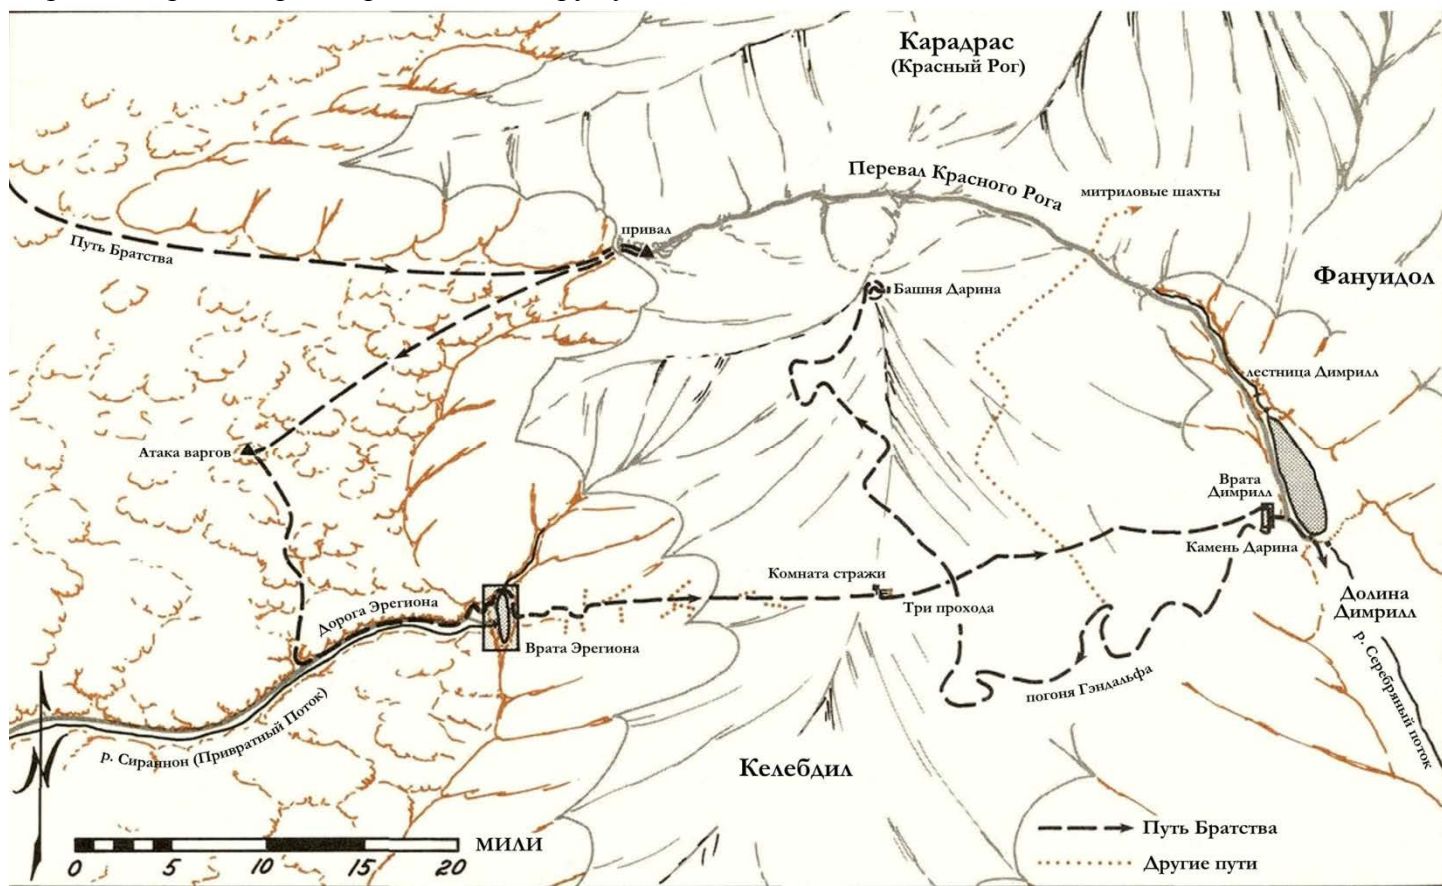 Карадрас
(Красный Рог)
Перевал Красного Рога
митриловые шахты
привал
Путь Братства
Фануидол
Башня Дарина
лестница Димрилл
Атака варгов
Врата
Димрилл
Камень Дарина
Комната стражи
Три прохода
Долина
Димрилл
Дорога Эрегиона
Врата Эрегиона
погоня Гэндальфа
р. Серебряный поток
р. Сираннон (Привратный Поток)
N
Келебдил
МИЛИ
0 5 10 15 20
Путь Братства
Другие пути